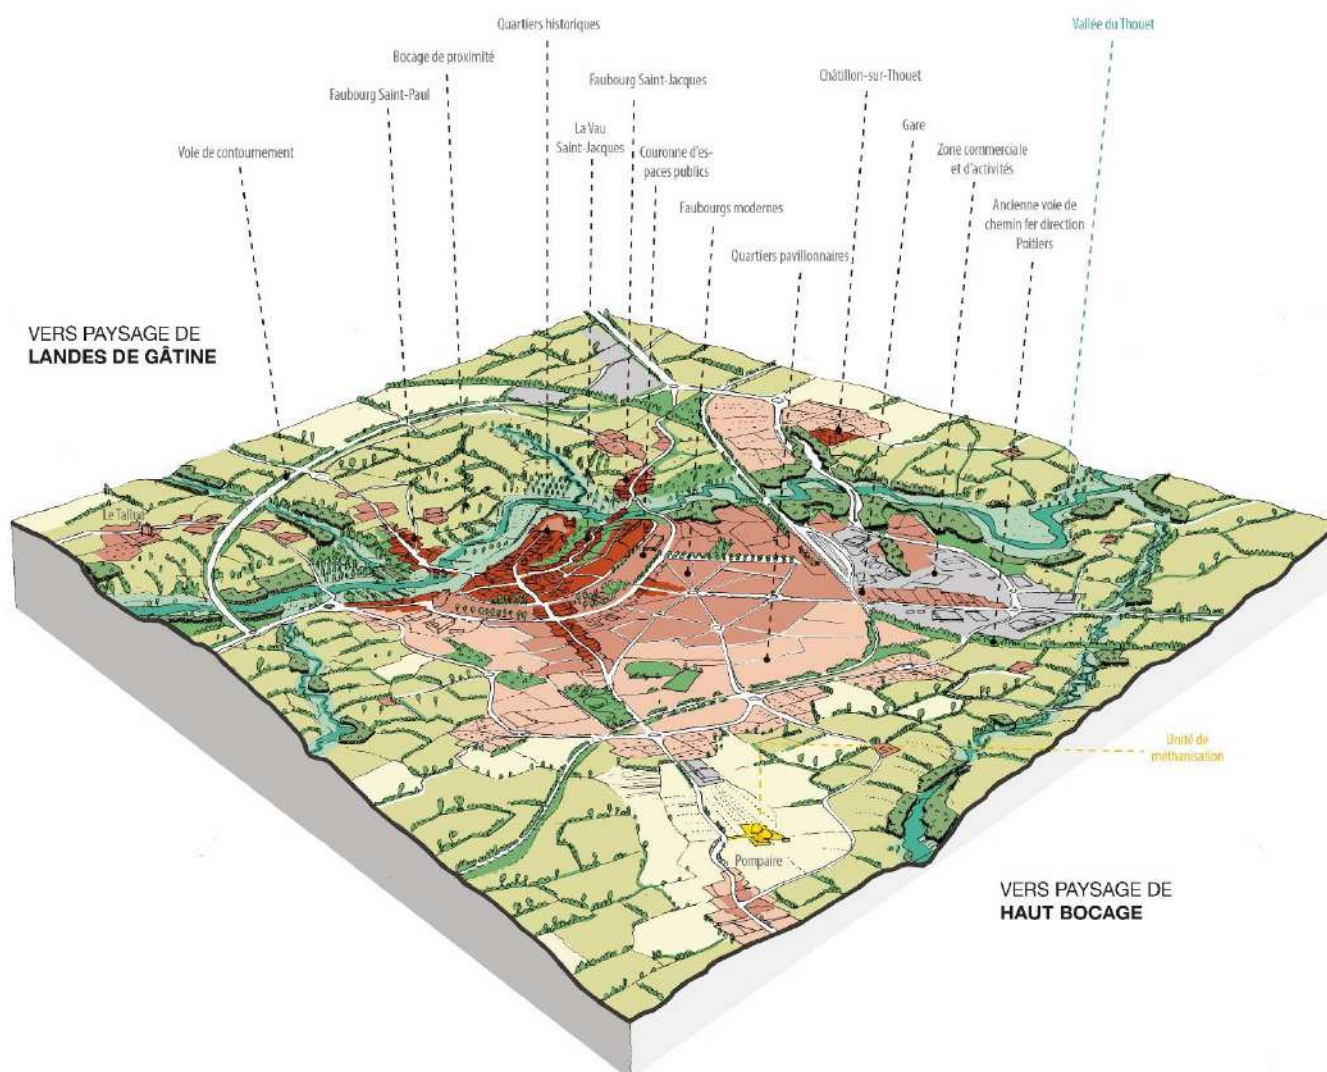 Quartiers historiques
Vallée du Thouet
Bocage de proximité
Faubourg Saint-Jacques
Châtillon-sur-Thouet
Faubourg Saint-Paul
Gare
La Vau
Saint-Jacques
Voie de contournement
Couronne d'es-
paces publics
Zone commerciale
et d'activités
Faubourgs modernes
Ancienne voie de
chemin fer direction
Poitiers
Quartiers pavillonnaires
VERS PAYSAGE DE
LANDES DE GÂTINE
Le Tallud
Unité de
méthanisation
Pompaire
VERS PAYSAGE DE
HAUT BOCAGE